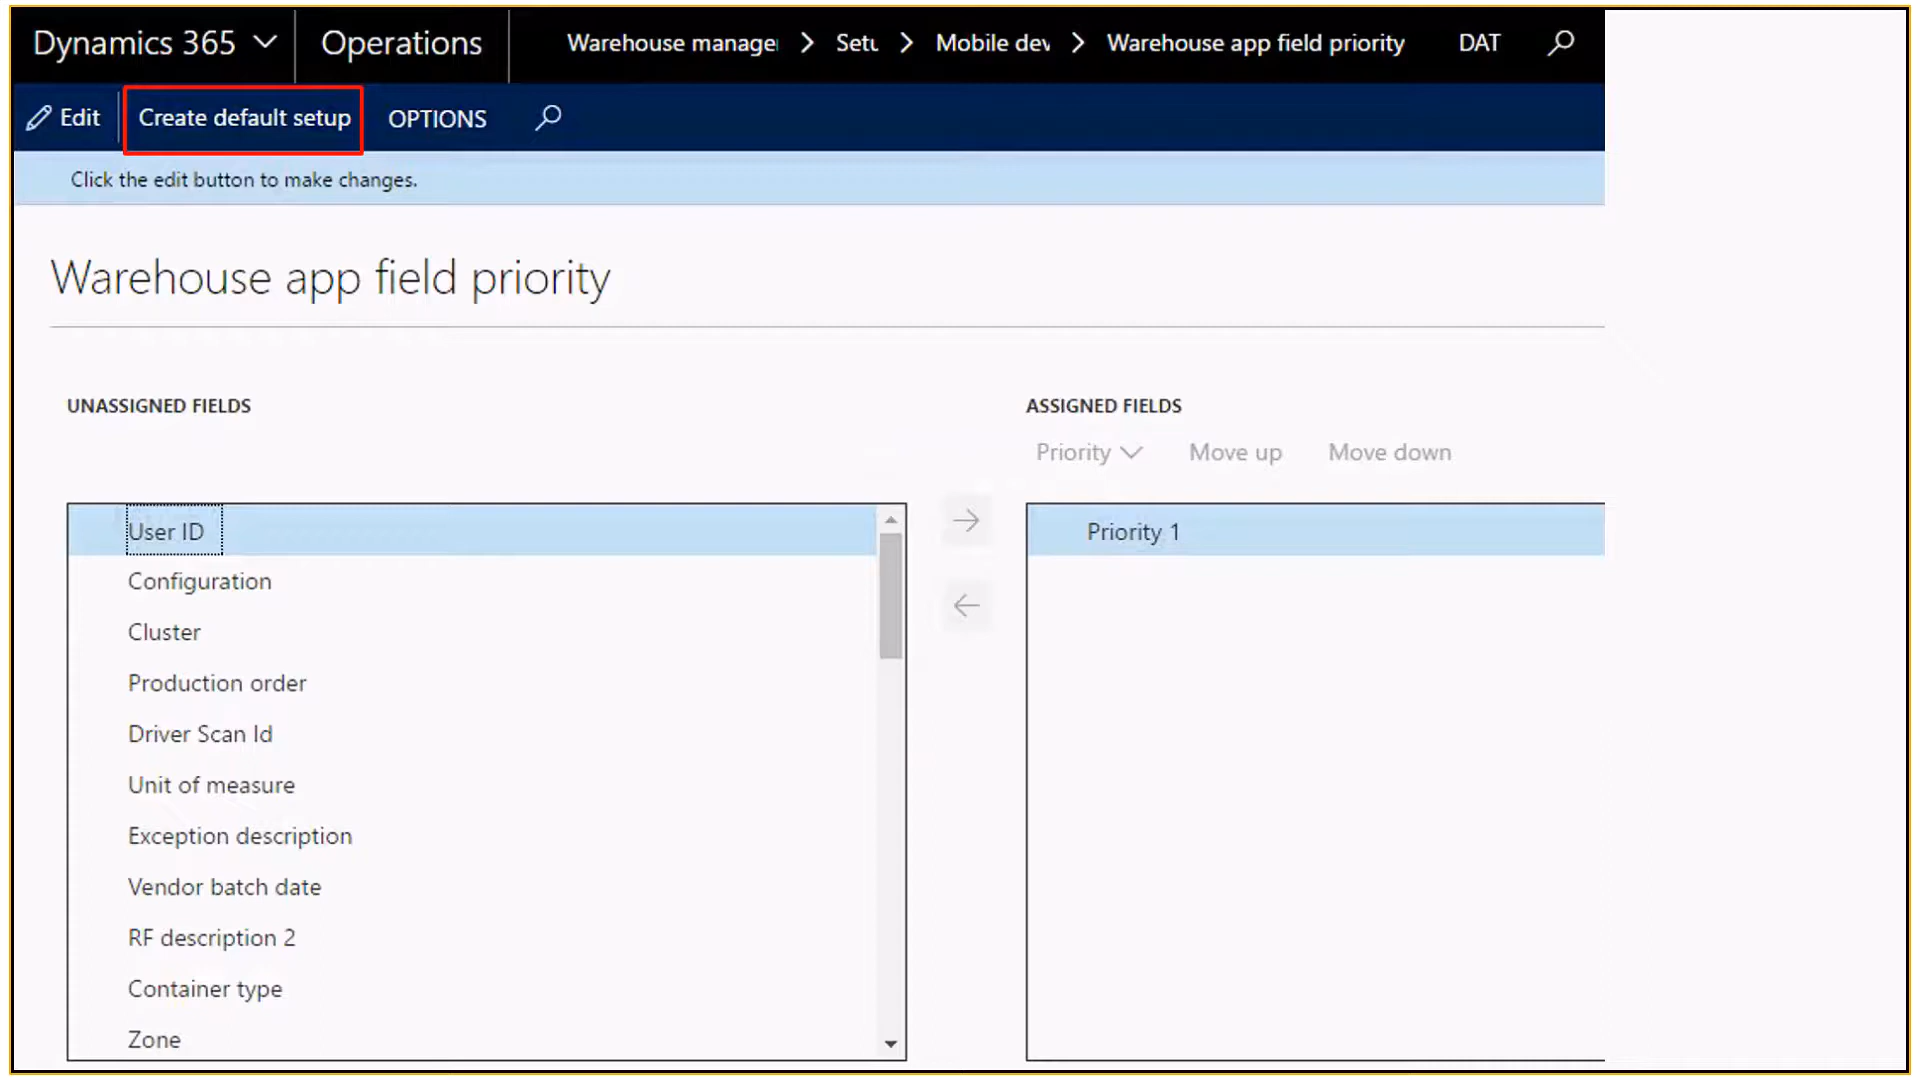 Dynamics 365 Operations Warehouse manage Setu Mobile dev Warehouse app field priority DAT
Edit Create default setup OPTIONS
Click the edit button to make changes.
Warehouse app field priority
UNASSIGNED FIELDS
ASSIGNED FIELDS
Priority Move up Move down
User ID
Configuration
Cluster
Production order
Driver Scan Id
Unit of measure
Exception description
Vendor batch date
RF description 2
Container type
Zone
Priority 1